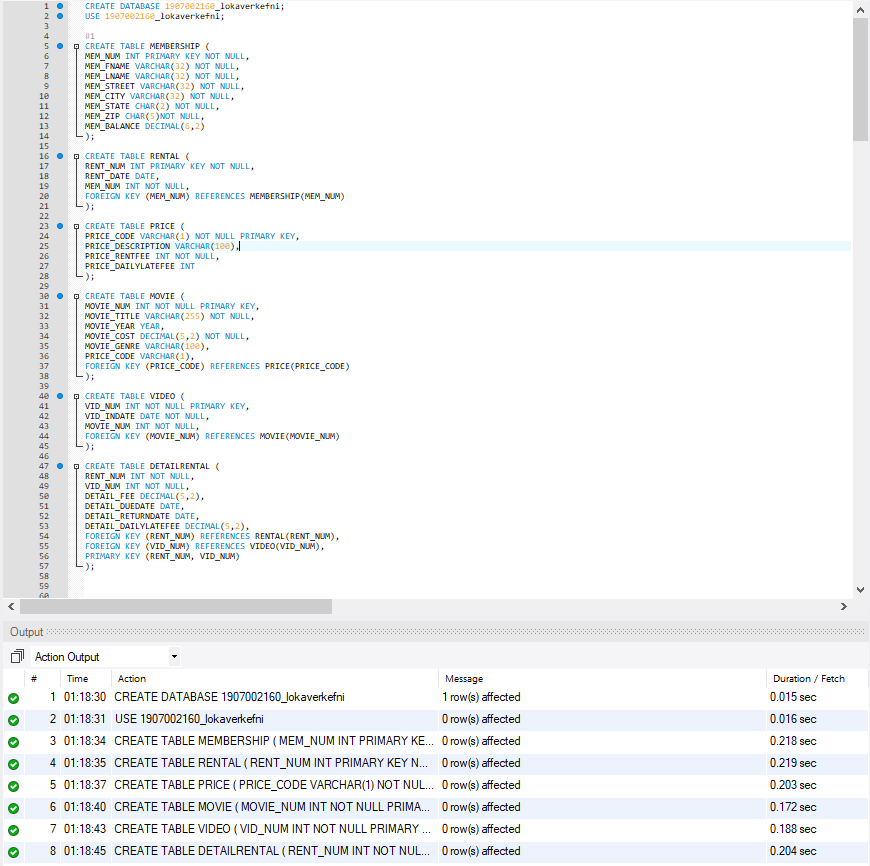 1 CREATE DATABASE 1907002160_lokaverkefni;
2 USE 1907002160_lokaverkefni;
3
4 #1
5 CREATE TABLE MEMBERSHIP (
6 MEM_NUM INT PRIMARY KEY NOT NULL,
7 MEM_FNAME VARCHAR(32) NOT NULL,
8 MEM_LNAME VARCHAR(32) NOT NULL,
9 MEM_STREET VARCHAR(32) NOT NULL,
10 MEM_CITY VARCHAR(32) NOT NULL,
11 MEM_STATE CHAR(2) NOT NULL,
12 MEM_ZIP CHAR(5)NOT NULL,
13 MEM_BALANCE DECIMAL(6,2)
14 );
15
16 CREATE TABLE RENTAL (
17 RENT_NUM INT PRIMARY KEY NOT NULL,
18 RENT_DATE DATE,
19 MEM_NUM INT NOT NULL,
20 FOREIGN KEY (MEM_NUM) REFERENCES MEMBERSHIP(MEM_NUM)
21 );
22
23 CREATE TABLE PRICE (
24 PRICE_CODE VARCHAR(1) NOT NULL PRIMARY KEY,
25 PRICE_DESCRIPTION VARCHAR(100),
26 PRICE_RENTFEE INT NOT NULL,
27 PRICE_DAILYLATEFEE INT
28 );
29
30 CREATE TABLE MOVIE (
31 MOVIE_NUM INT NOT NULL PRIMARY KEY,
32 MOVIE_TITLE VARCHAR(255) NOT NULL,
33 MOVIE_YEAR YEAR,
34 MOVIE_COST DECIMAL(5,2) NOT NULL,
35 MOVIE_GENRE VARCHAR(100),
36 PRICE_CODE VARCHAR(1),
37 FOREIGN KEY (PRICE_CODE) REFERENCES PRICE(PRICE_CODE)
38 );
39
40 CREATE TABLE VIDEO (
41 VID_NUM INT NOT NULL PRIMARY KEY,
42 VID_INDATE DATE NOT NULL,
43 MOVIE_NUM INT NOT NULL,
44 FOREIGN KEY (MOVIE_NUM) REFERENCES MOVIE(MOVIE_NUM)
45 );
46
47 CREATE TABLE DETAILRENTAL (
48 RENT_NUM INT NOT NULL,
49 VID_NUM INT NOT NULL,
50 DETAIL_FEE DECIMAL(5,2),
51 DETAIL_DUEDATE DATE,
52 DETAIL_RETURNDATE DATE,
53 DETAIL_DAILYLATEFEE DECIMAL(5,2),
54 FOREIGN KEY (RENT_NUM) REFERENCES RENTAL(RENT_NUM),
55 FOREIGN KEY (VID_NUM) REFERENCES VIDEO(VID_NUM),
56 PRIMARY KEY (RENT_NUM, VID_NUM)
57 );
58
59
60
Output
Action Output
# Time Action Message Duration / Fetch
1 01:18:30 CREATE DATABASE 1907002160_lokaverkefni 1 row(s) affected 0.015 sec
2 01:18:31 USE 1907002160_lokaverkefni 0 row(s) affected 0.016 sec
3 01:18:34 CREATE TABLE MEMBERSHIP ( MEM_NUM INT PRIMARY KE... 0 row(s) affected 0.218 sec
4 01:18:35 CREATE TABLE RENTAL ( RENT_NUM INT PRIMARY KEY N... 0 row(s) affected 0.219 sec
5 01:18:37 CREATE TABLE PRICE ( PRICE_CODE VARCHAR(1) NOT NUL... 0 row(s) affected 0.203 sec
6 01:18:40 CREATE TABLE MOVIE ( MOVIE_NUM INT NOT NULL PRIMA... 0 row(s) affected 0.172 sec
7 01:18:43 CREATE TABLE VIDEO ( VID_NUM INT NOT NULL PRIMARY ... 0 row(s) affected 0.188 sec
8 01:18:45 CREATE TABLE DETAILRENTAL ( RENT_NUM INT NOT NUL... 0 row(s) affected 0.204 sec